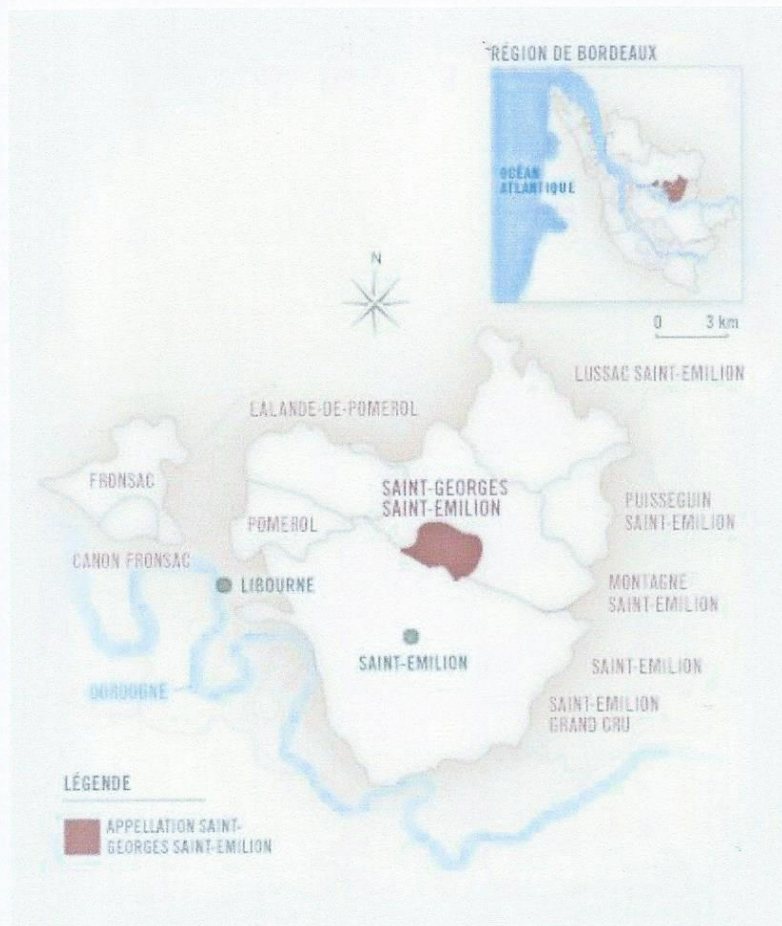 RÉGION DE BORDEAUX
OCÉAN
ATLANTIQUE
N
0 3 km
LUSSAC SAINT-EMILION
LALANDE-DE-POMEROL
FRONSAC
SAINT-GEORGES
SAINT-EMILION
PUISSEGUIN
SAINT-EMILION
POMEROL
CANON FRONSAC
LIBOURNE
MONTAGNE
SAINT-EMILION
SAINT-EMILION
SAINT-EMILION
DORDOGNE
SAINT-EMILION
GRAND CRU
LÉGENDE
APPELLATION SAINT-
GEORGES SAINT-EMILION